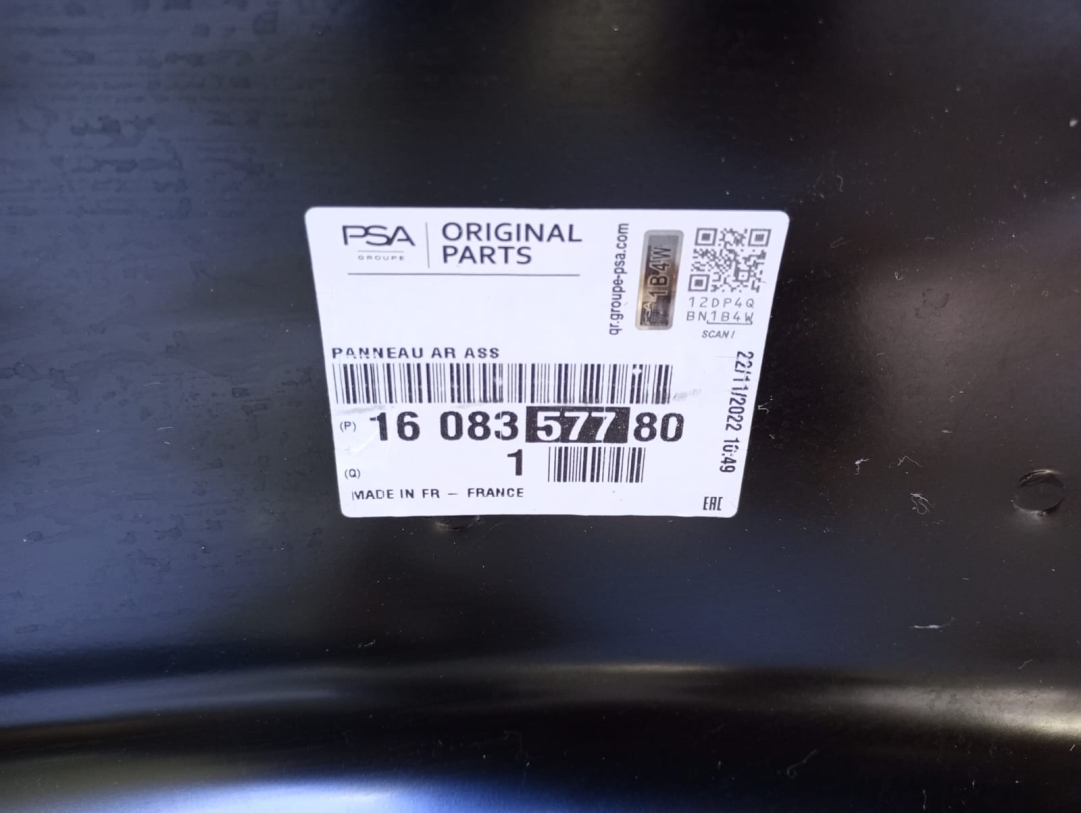 PSA
GROUPE
ORIGINAL
PARTS
qr.groupe-psa.com
1B4W
12DP4Q
BN1B4W
SCAN !
PANNEAU AR ASS
(P) 16 083 577 80
(Q) 1
MADE IN FR – FRANCE
22/11/2022 10:49
EAC